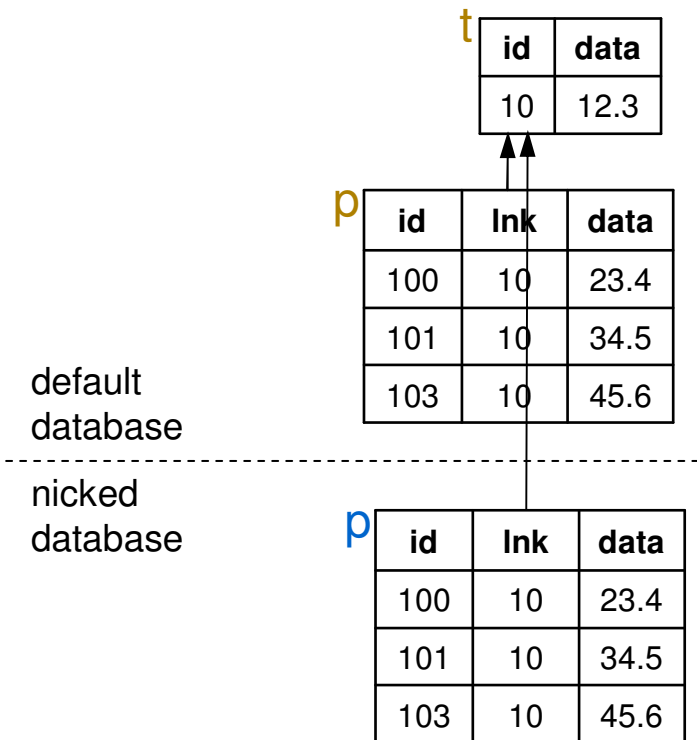 t
id data
10 12.3
p
id lnk data
100 10 23.4
101 10 34.5
103 10 45.6
default
database
nicked
database
p
id lnk data
100 10 23.4
101 10 34.5
103 10 45.6